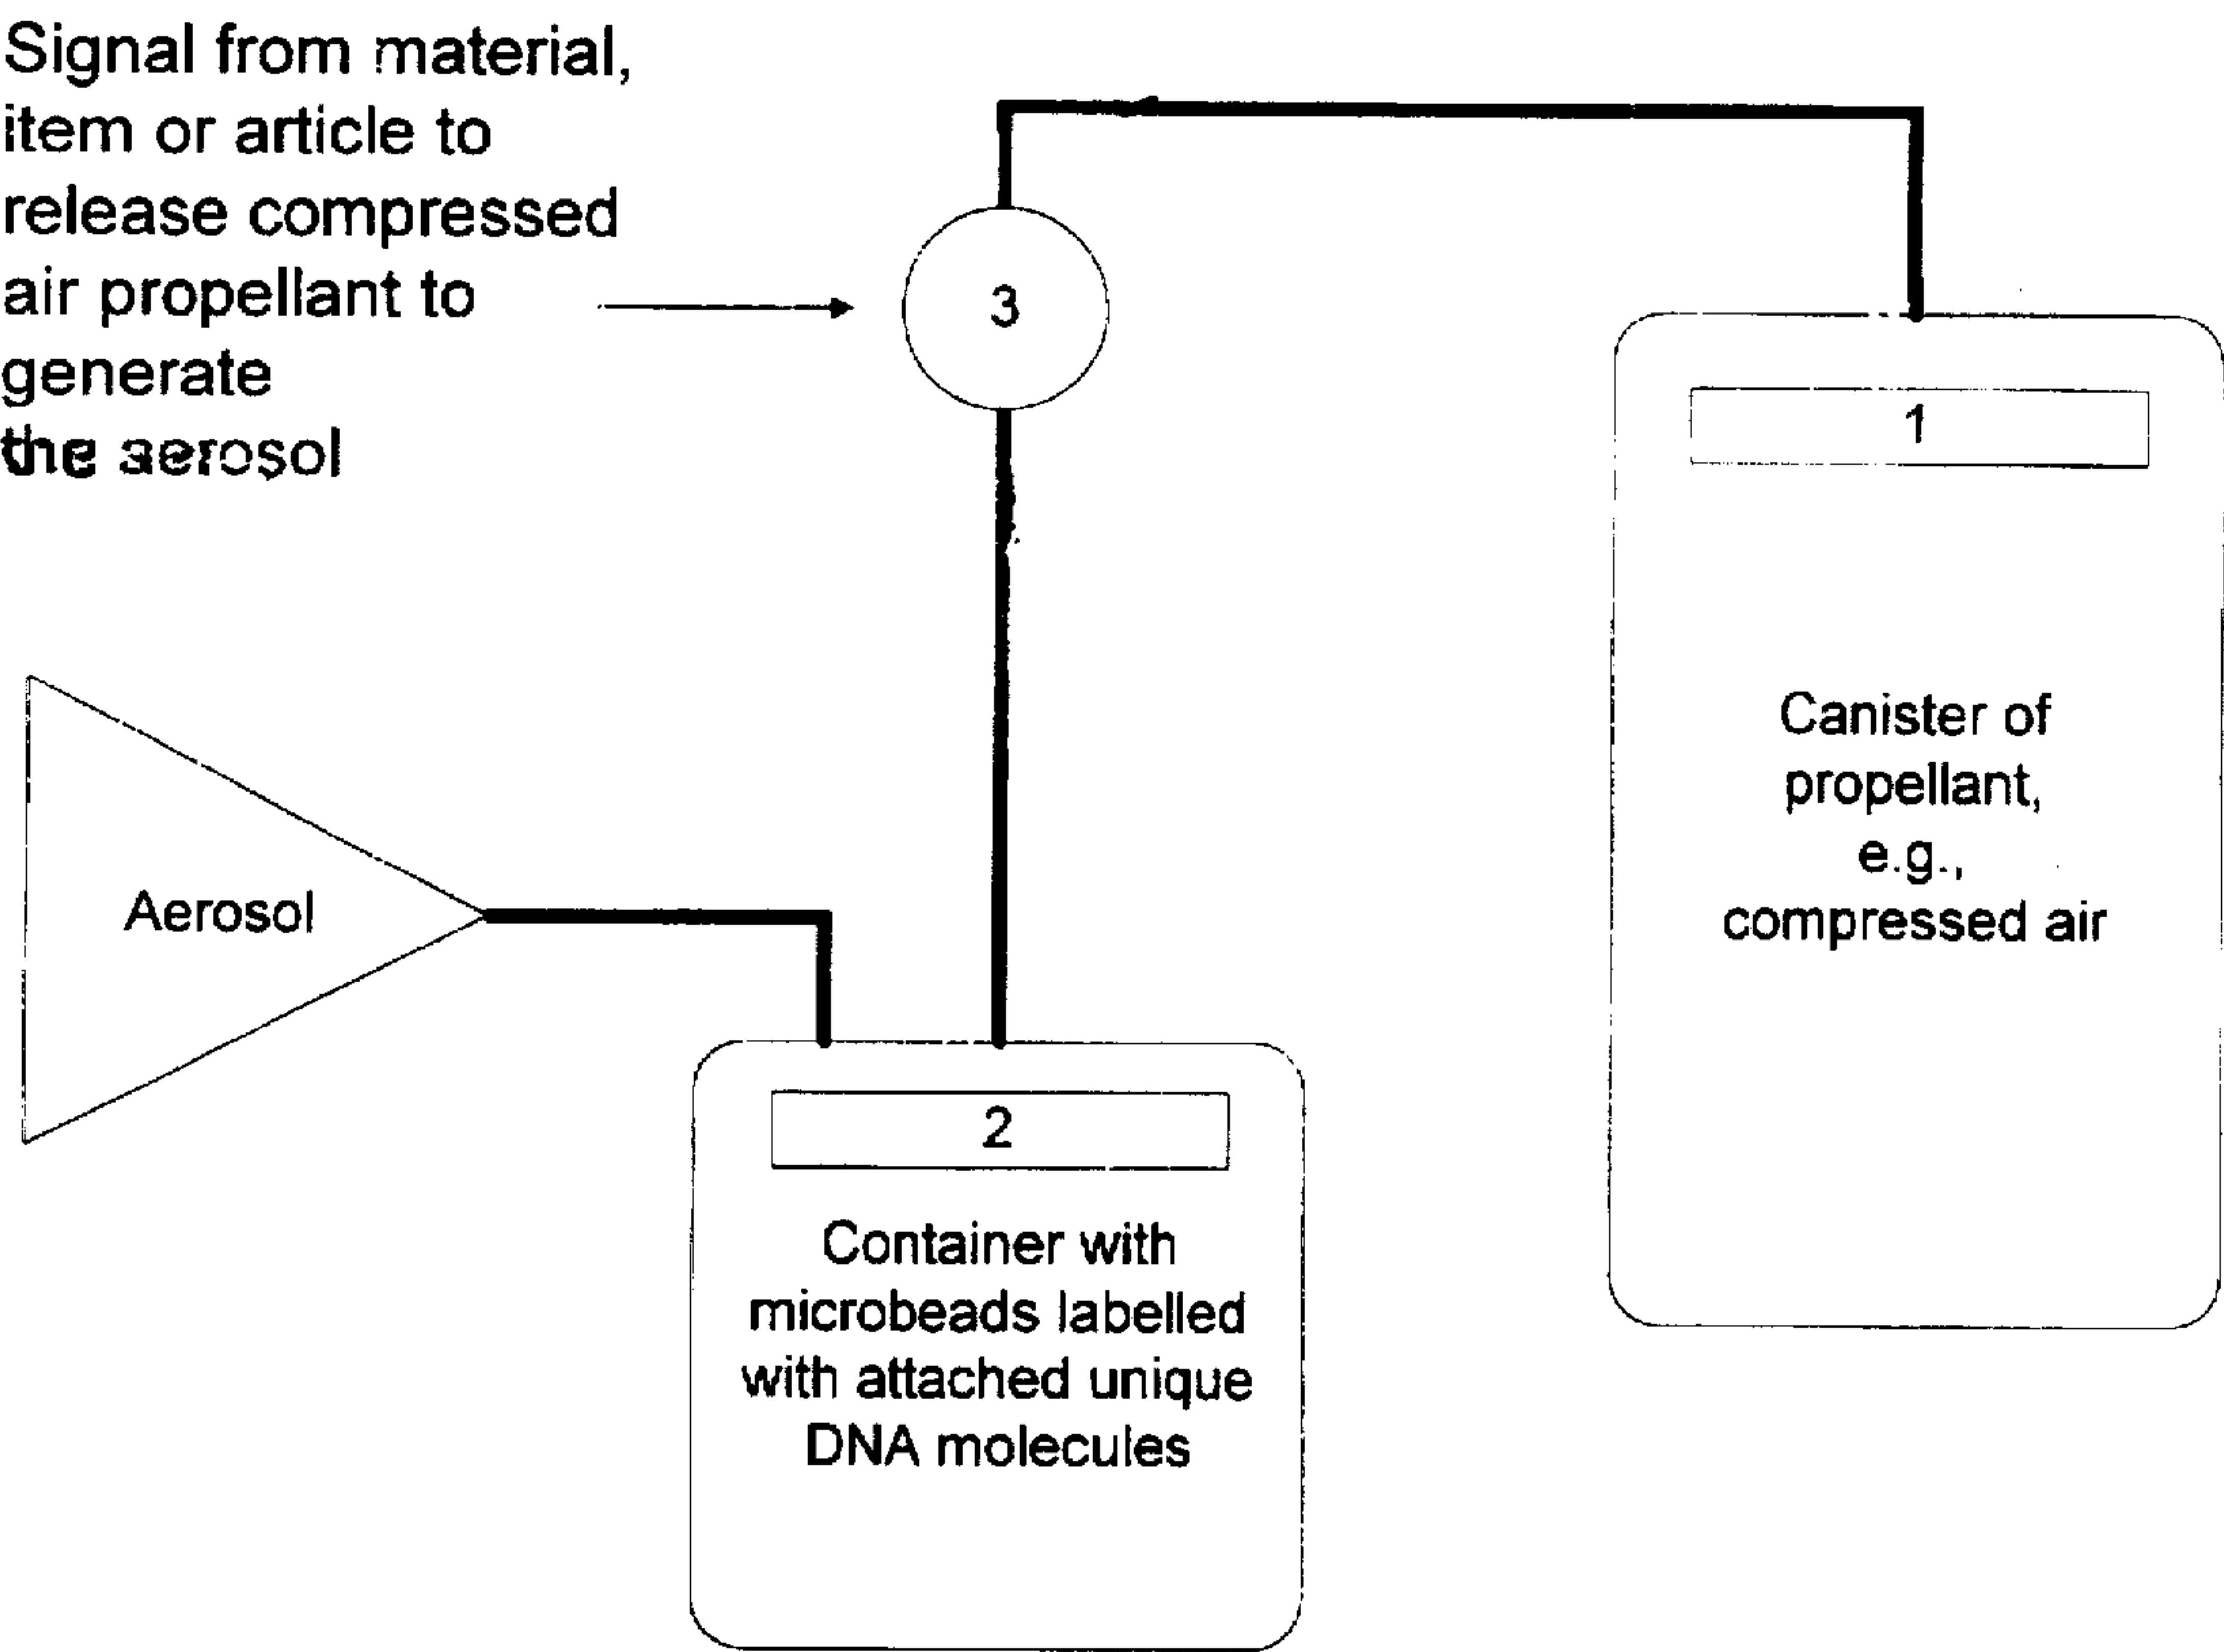 Signal from material,
item or article to
release compressed
air propellant to
generate
the aerosol
3
1
Canister of
propellant,
e.g.,
compressed air
Aerosol
2
Container with
microbeads labelled
with attached unique
DNA molecules